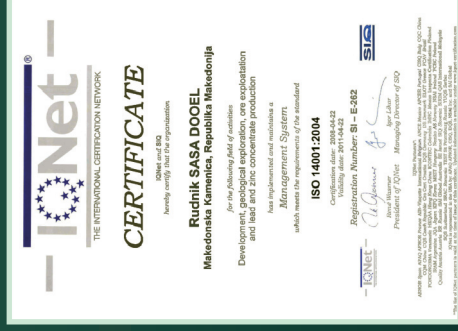 IQNet®
THE INTERNATIONAL CERTIFICATION NETWORK
CERTIFICATE
IQNet and SIQ
hereby certify that the organization
Rudnik SASA DOOEL
Makedonska Kamenica, Republika Makedonija
for the following field of activities
Development, geological exploration, ore exploatation
and lead and zinc concentrate production
has implemented and maintains a
Management System
which meets the requirements of the standard
ISO 14001:2004
Certification date: 2008-04-22
Validity date: 2011-04-22
Registration Number: SI – E-262
IQNet
SIQ
René Wasmer
President of IQNet
Igor Likar
Managing Director of SIQ